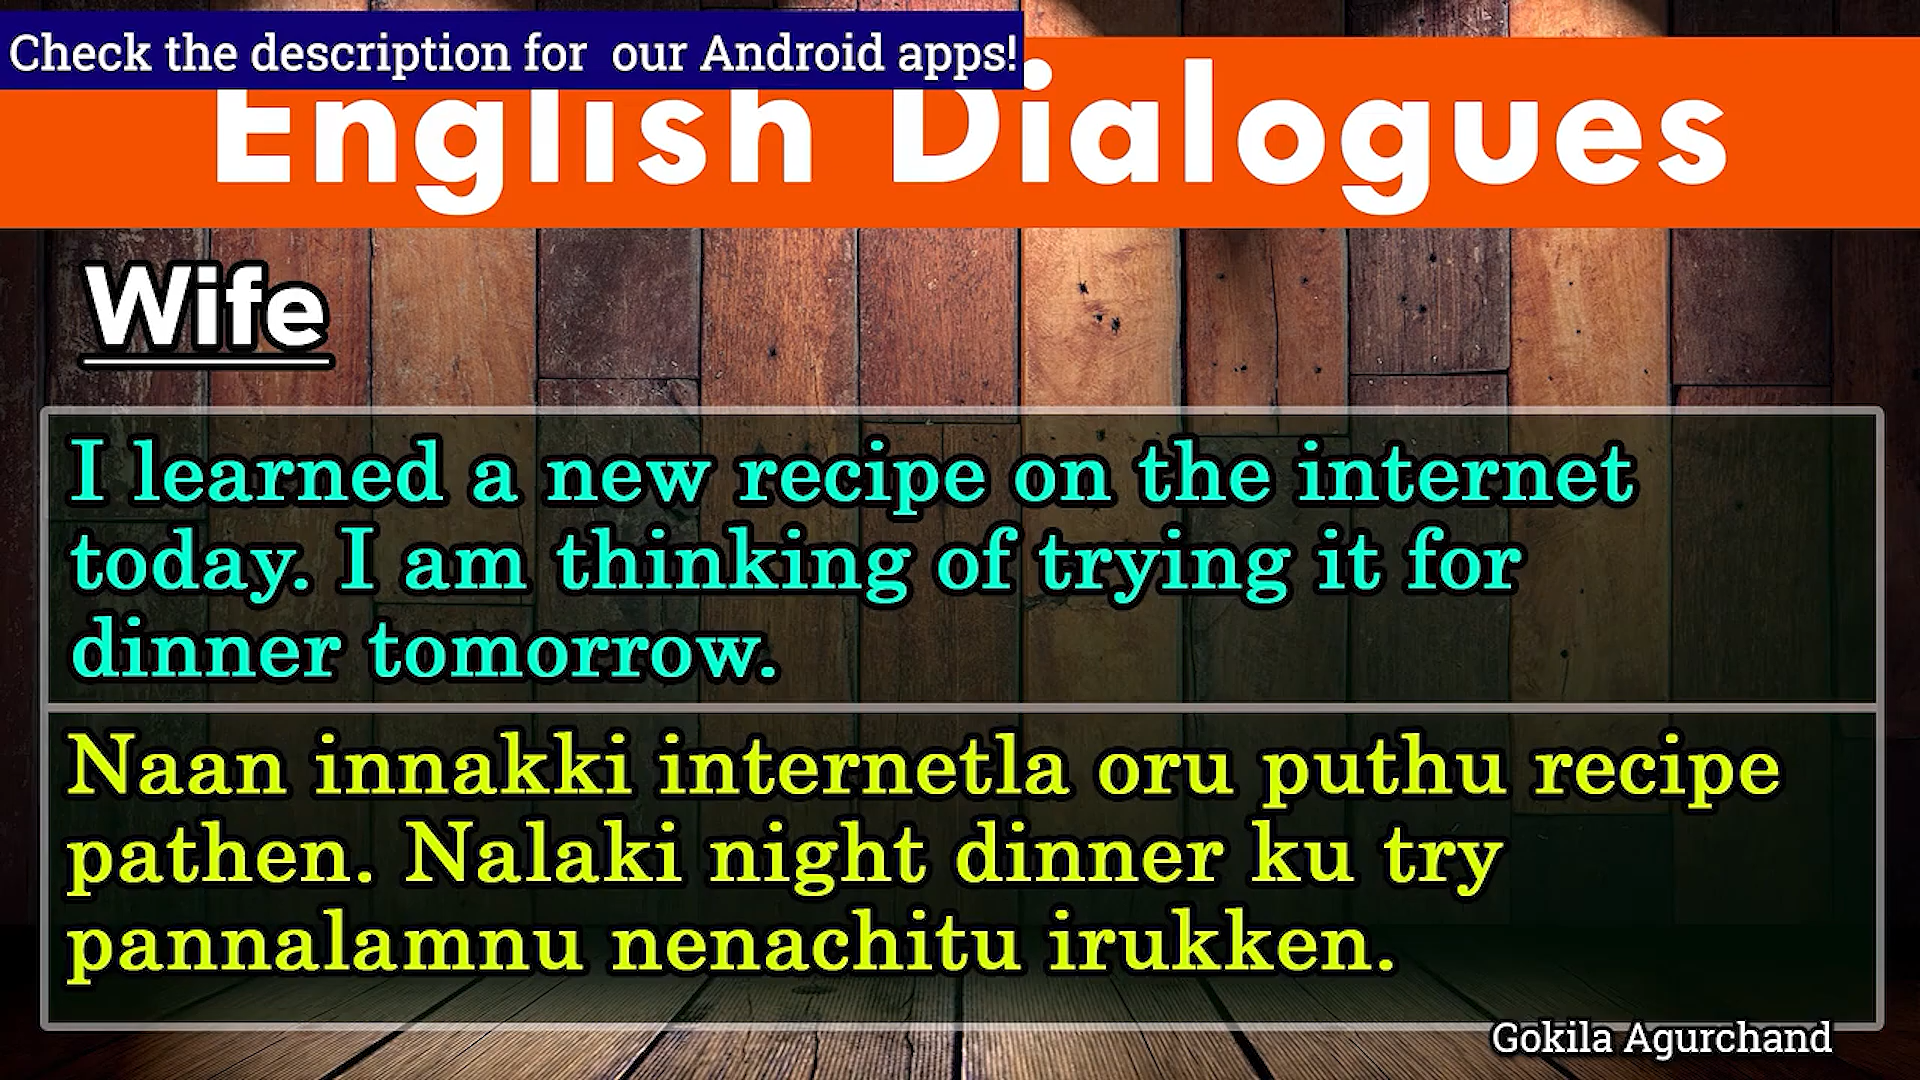 Check the description for our Android apps!
English Dialogues
Wife
I learned a new recipe on the internet
today. I am thinking of trying it for
dinner tomorrow.
Naan innakki internetla oru puthu recipe
pathen. Nalaki night dinner ku try
pannalamnu nenachitu irukken.
Gokila Agurchand